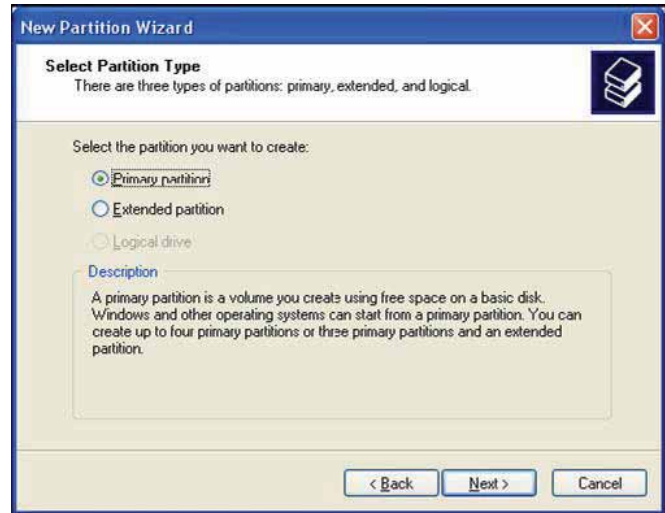 New Partition Wizard
Select Partition Type
There are three types of partitions: primary, extended, and logical.
Select the partition you want to create:
Primary partition
Extended partition
Logical drive
Description
A primary partition is a volume you create using free space on a basic disk.
Windows and other operating systems can start from a primary partition. You can
create up to four primary partitions or three primary partitions and an extended
partition.
< Back Next > Cancel